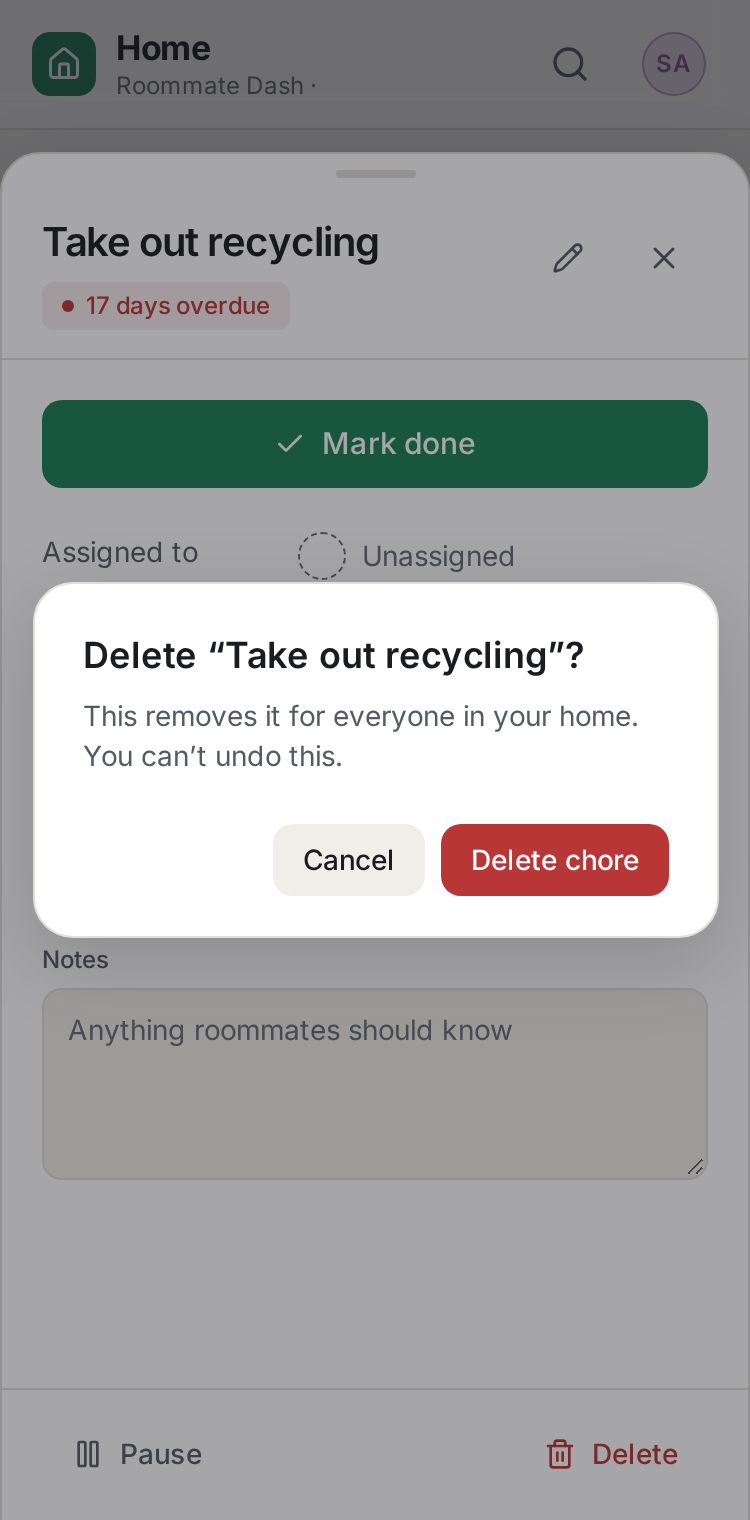 Home
Roommate Dash ·
SA
Take out recycling
17 days overdue
Mark done
Assigned to
Unassigned
Delete “Take out recycling”?
This removes it for everyone in your home.
You can’t undo this.
Cancel
Delete chore
Notes
Anything roommates should know
Pause
Delete